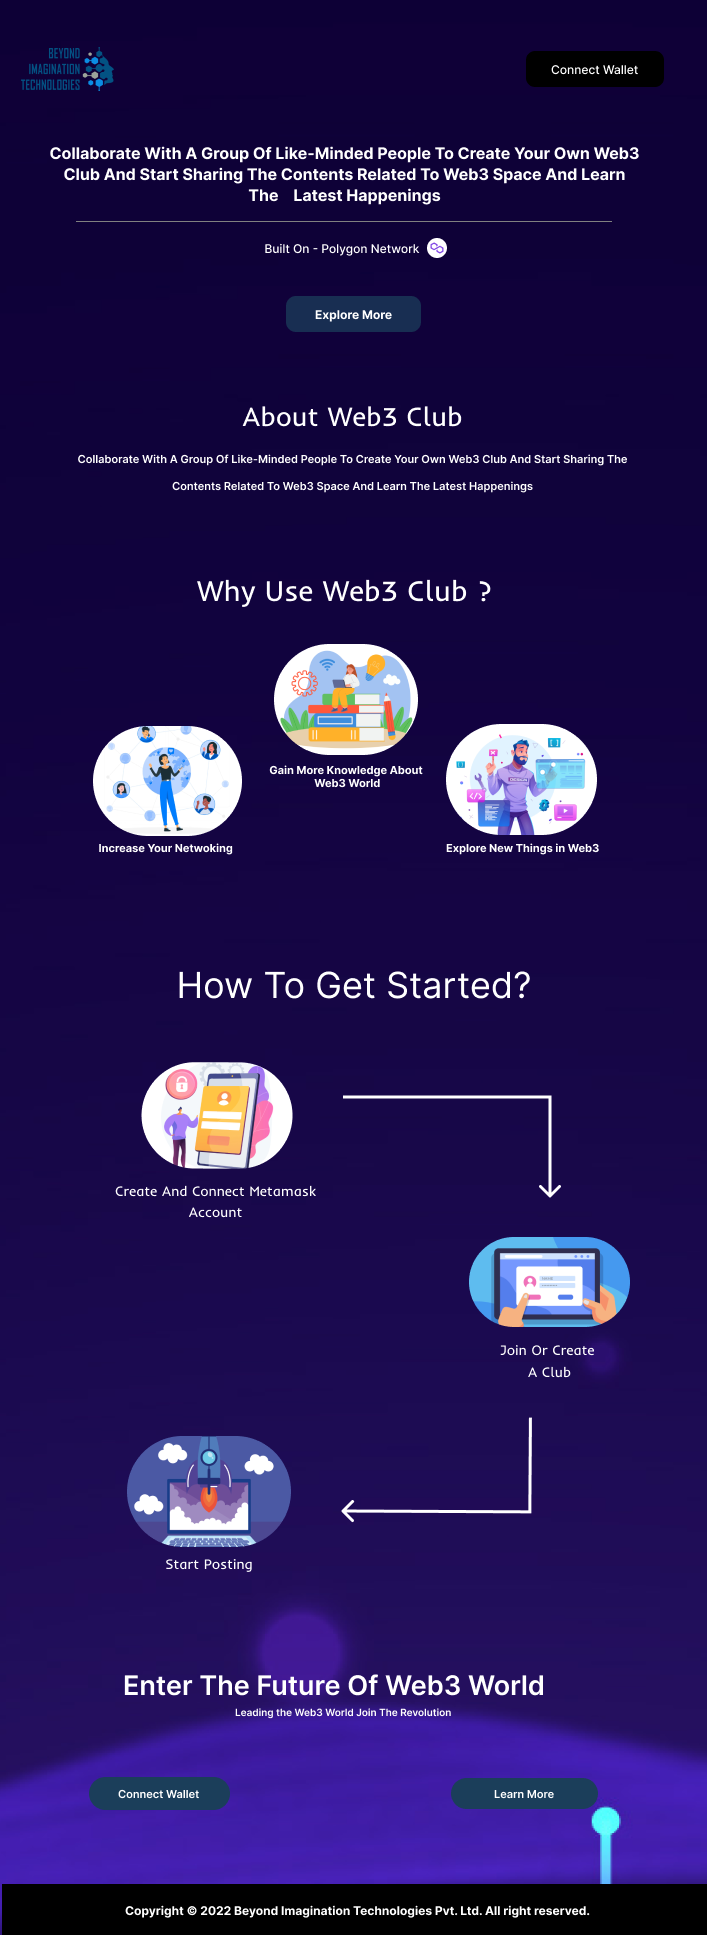 BEYOND
IMAGINATION
TECHNOLOGIES
Connect Wallet
Collaborate With A Group Of Like-Minded People To Create Your Own Web3
Club And Start Sharing The Contents Related To Web3 Space And Learn
The Latest Happenings
Built On - Polygon Network
Explore More
About Web3 Club
Collaborate With A Group Of Like-Minded People To Create Your Own Web3 Club And Start Sharing The
Contents Related To Web3 Space And Learn The Latest Happenings
Why Use Web3 Club ?
Gain More Knowledge About
Web3 World
Increase Your Netwoking
DESIGN
Explore New Things in Web3
How To Get Started?
Create And Connect Metamask
Account
Join Or Create
A Club
Start Posting
Enter The Future Of Web3 World
Leading the Web3 World Join The Revolution
Connect Wallet
Learn More
Copyright © 2022 Beyond Imagination Technologies Pvt. Ltd. All right reserved.